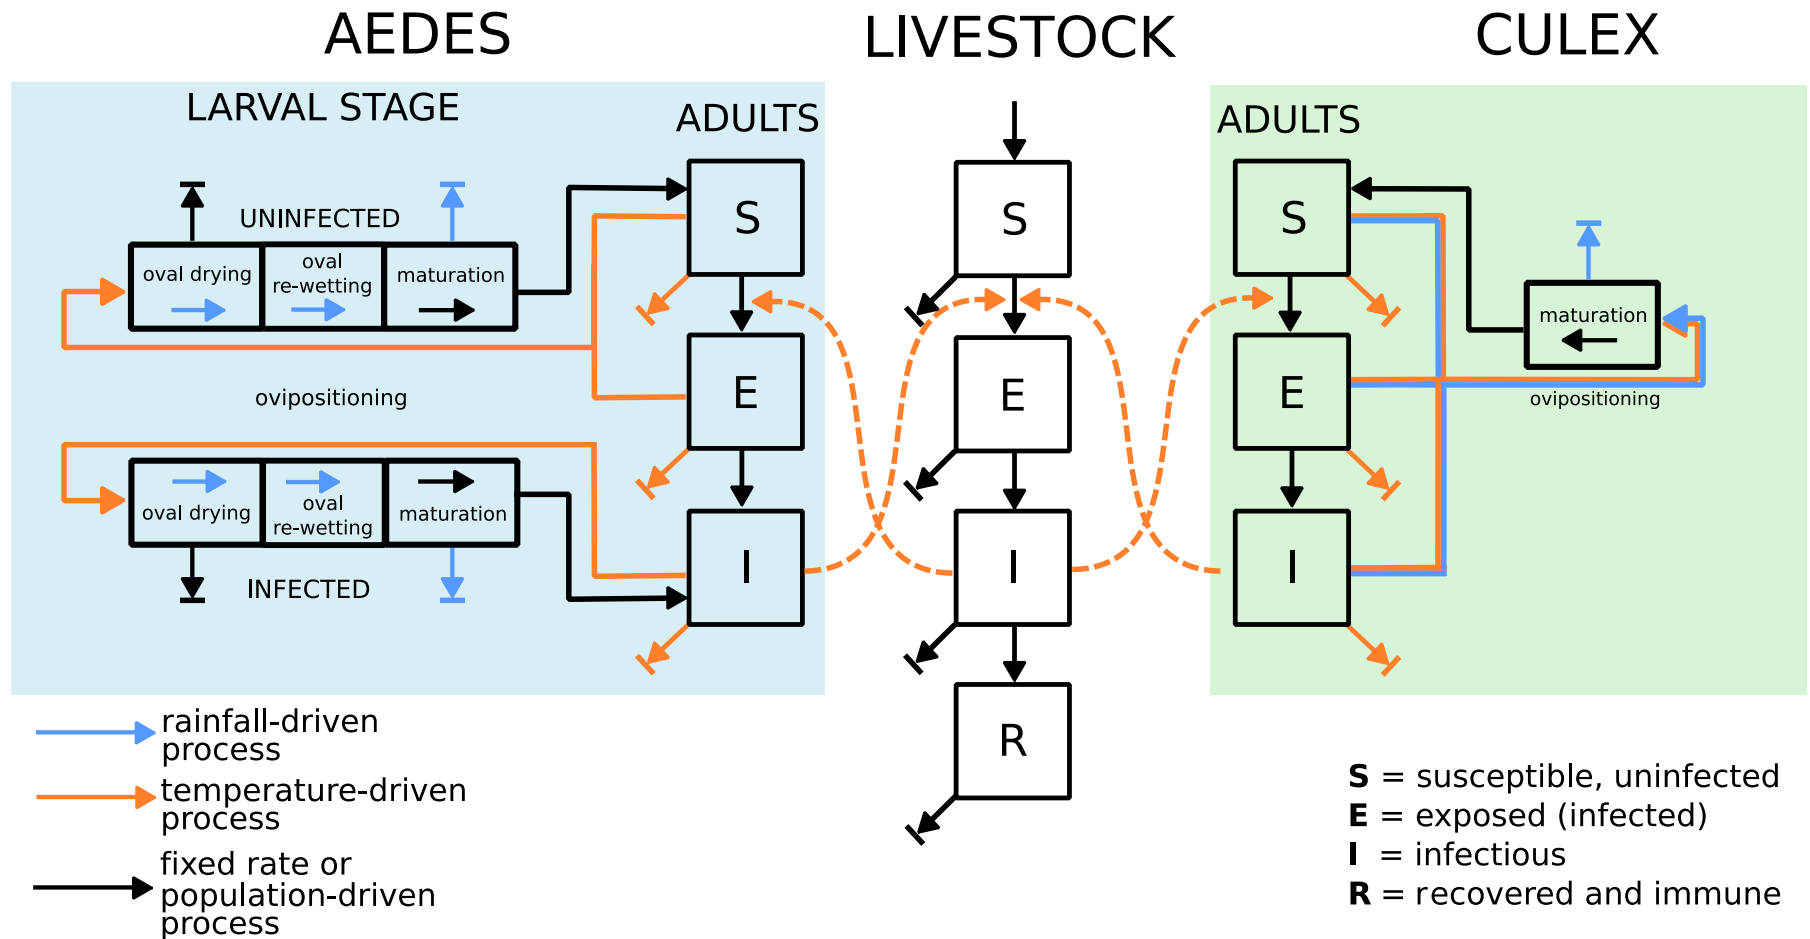 AEDES
LIVESTOCK
CULEX
LARVAL STAGE
ADULTS
ADULTS
UNINFECTED
oval drying
oval
re-wetting
maturation
S
S
S
maturation
ovipositioning
E
E
E
ovipositioning
oval drying
oval
re-wetting
maturation
INFECTED
I
I
I
R
rainfall-driven
process
temperature-driven
process
fixed rate or
population-driven
process
S = susceptible, uninfected
E = exposed (infected)
I = infectious
R = recovered and immune